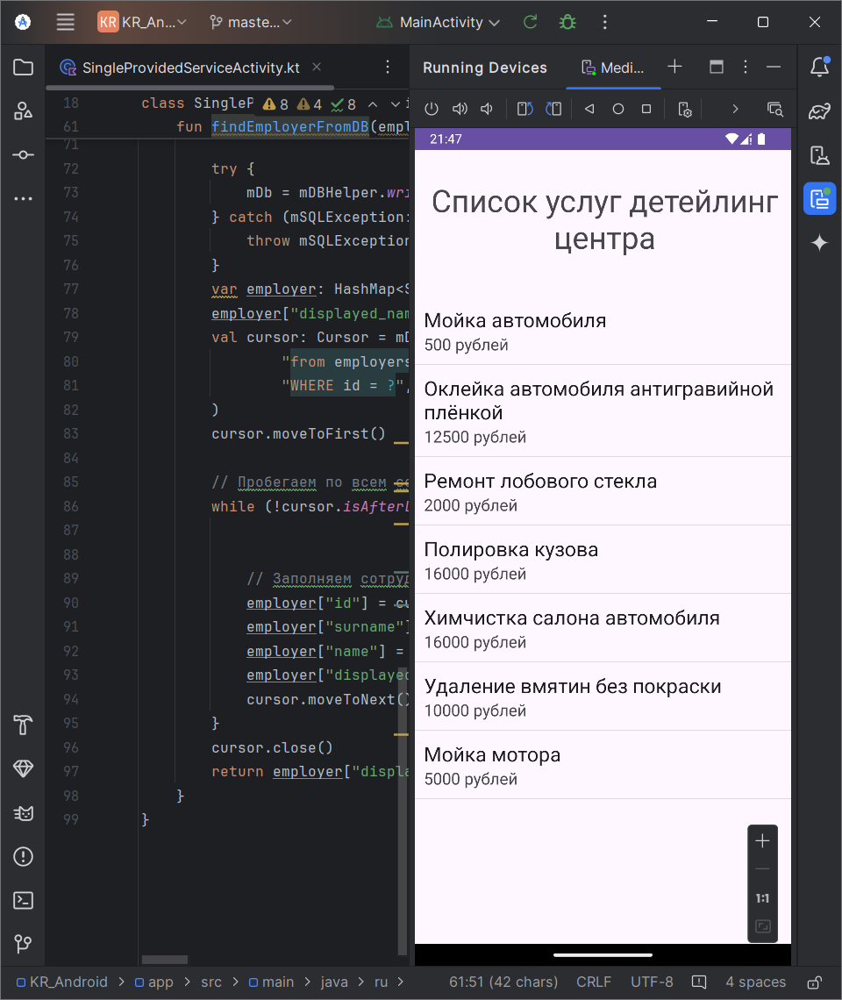 KR KR_An... maste... MainActivity
SingleProvidedServiceActivity.kt
Running Devices Medi...
18 class SingleP 8 4 8
61 fun findEmployerFromDB(empl
71
72 try {
73 mDb = mDBHelper.wri
74 } catch (mSQLException:
75 throw mSQLException
76 }
77 var employer: HashMap<S
78 employer["displayed_nam
79 val cursor: Cursor = mD
80 "from employers
81 "WHERE id = ?",
82 )
83 cursor.moveToFirst()
84
85 // Пробегаем по всем со
86 while (!cursor.isAfterL
87
88
89 // Заполняем сотруд
90 employer["id"] = cu
91 employer["surname"]
92 employer["name"] =
93 employer["displayed
94 cursor.moveToNext()
95 }
96 cursor.close()
97 return employer["displa
98 }
99 }
21:47
Список услуг детейлинг
центра
Мойка автомобиля
500 рублей
Оклейка автомобиля антигравийной
плёнкой
12500 рублей
Ремонт лобового стекла
2000 рублей
Полировка кузова
16000 рублей
Химчистка салона автомобиля
16000 рублей
Удаление вмятин без покраски
10000 рублей
Мойка мотора
5000 рублей
1:1
KR_Android > app > src > main > java > ru > 61:51 (42 chars) CRLF UTF-8 4 spaces